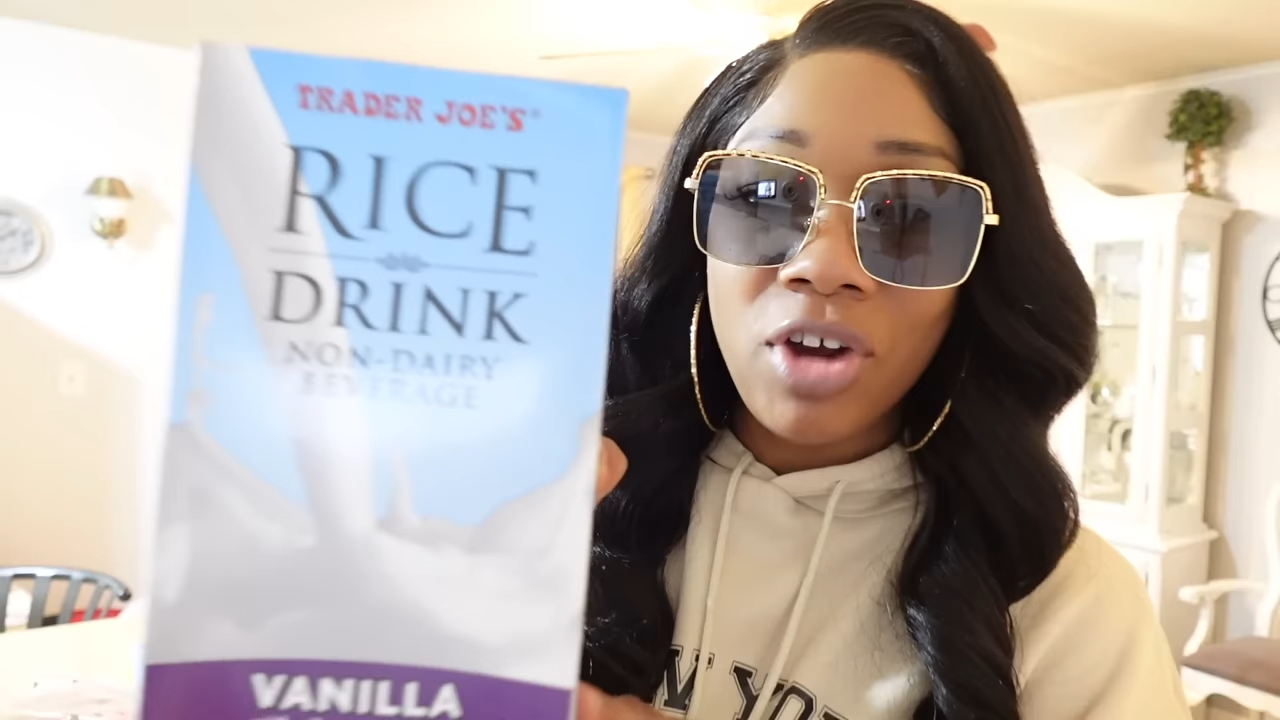 TRADER JOE'S
RICE
DRINK
NON-DAIRY
BEVERAGE
VANILLA